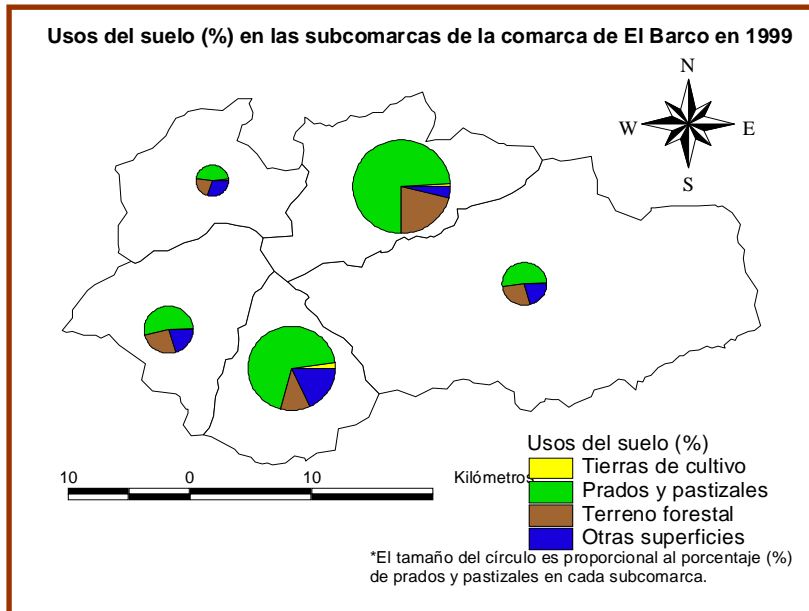 Usos del suelo (%) en las subcomarcas de la comarca de El Barco en 1999
N
W
E
S
10
0
10
Kilómetros
Usos del suelo (%)
Tierras de cultivo
Prados y pastizales
Terreno forestal
Otras superficies
*El tamaño del círculo es proporcional al porcentaje (%)
de prados y pastizales en cada subcomarca.